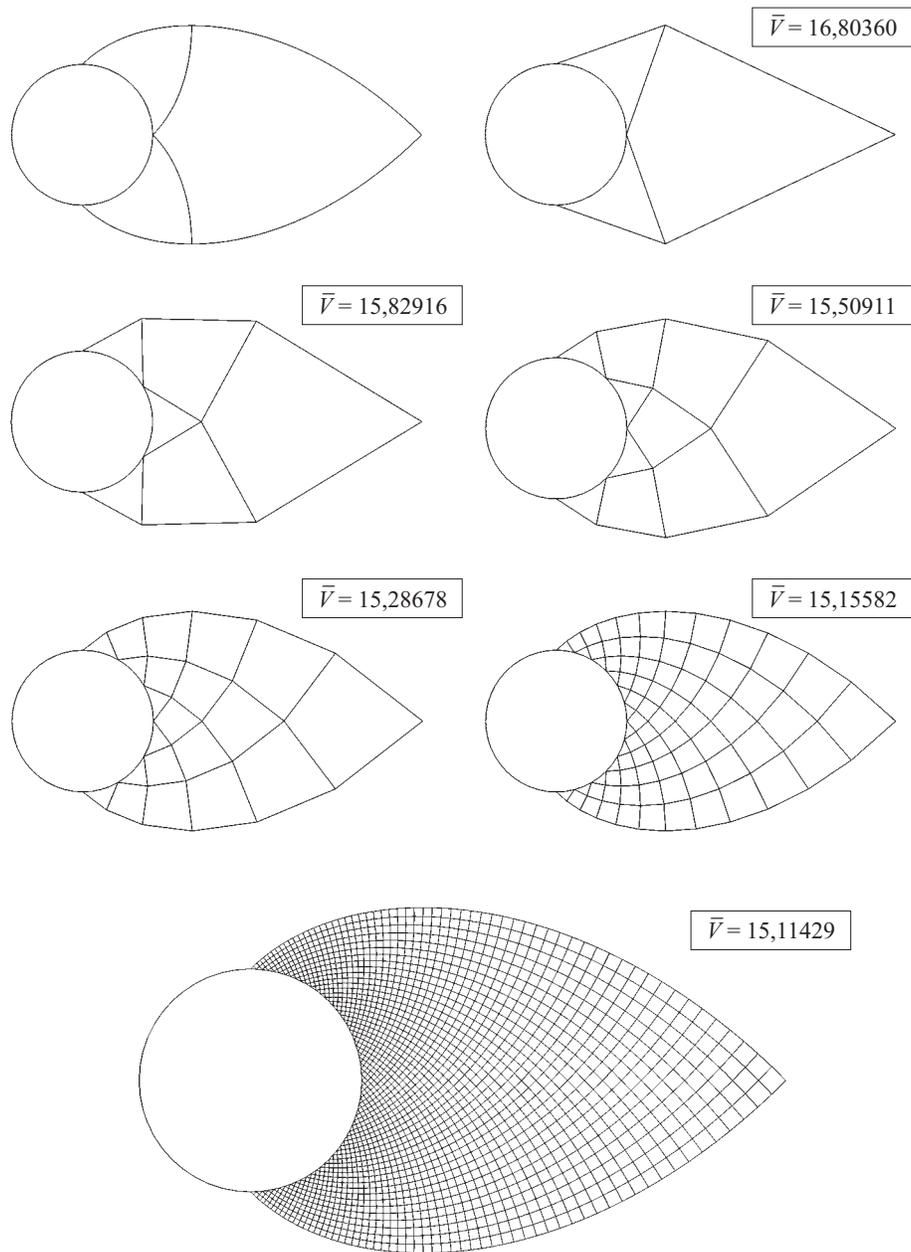 V̅ = 16,80360
V̅ = 15,82916
V̅ = 15,50911
V̅ = 15,28678
V̅ = 15,15582
V̅ = 15,11429